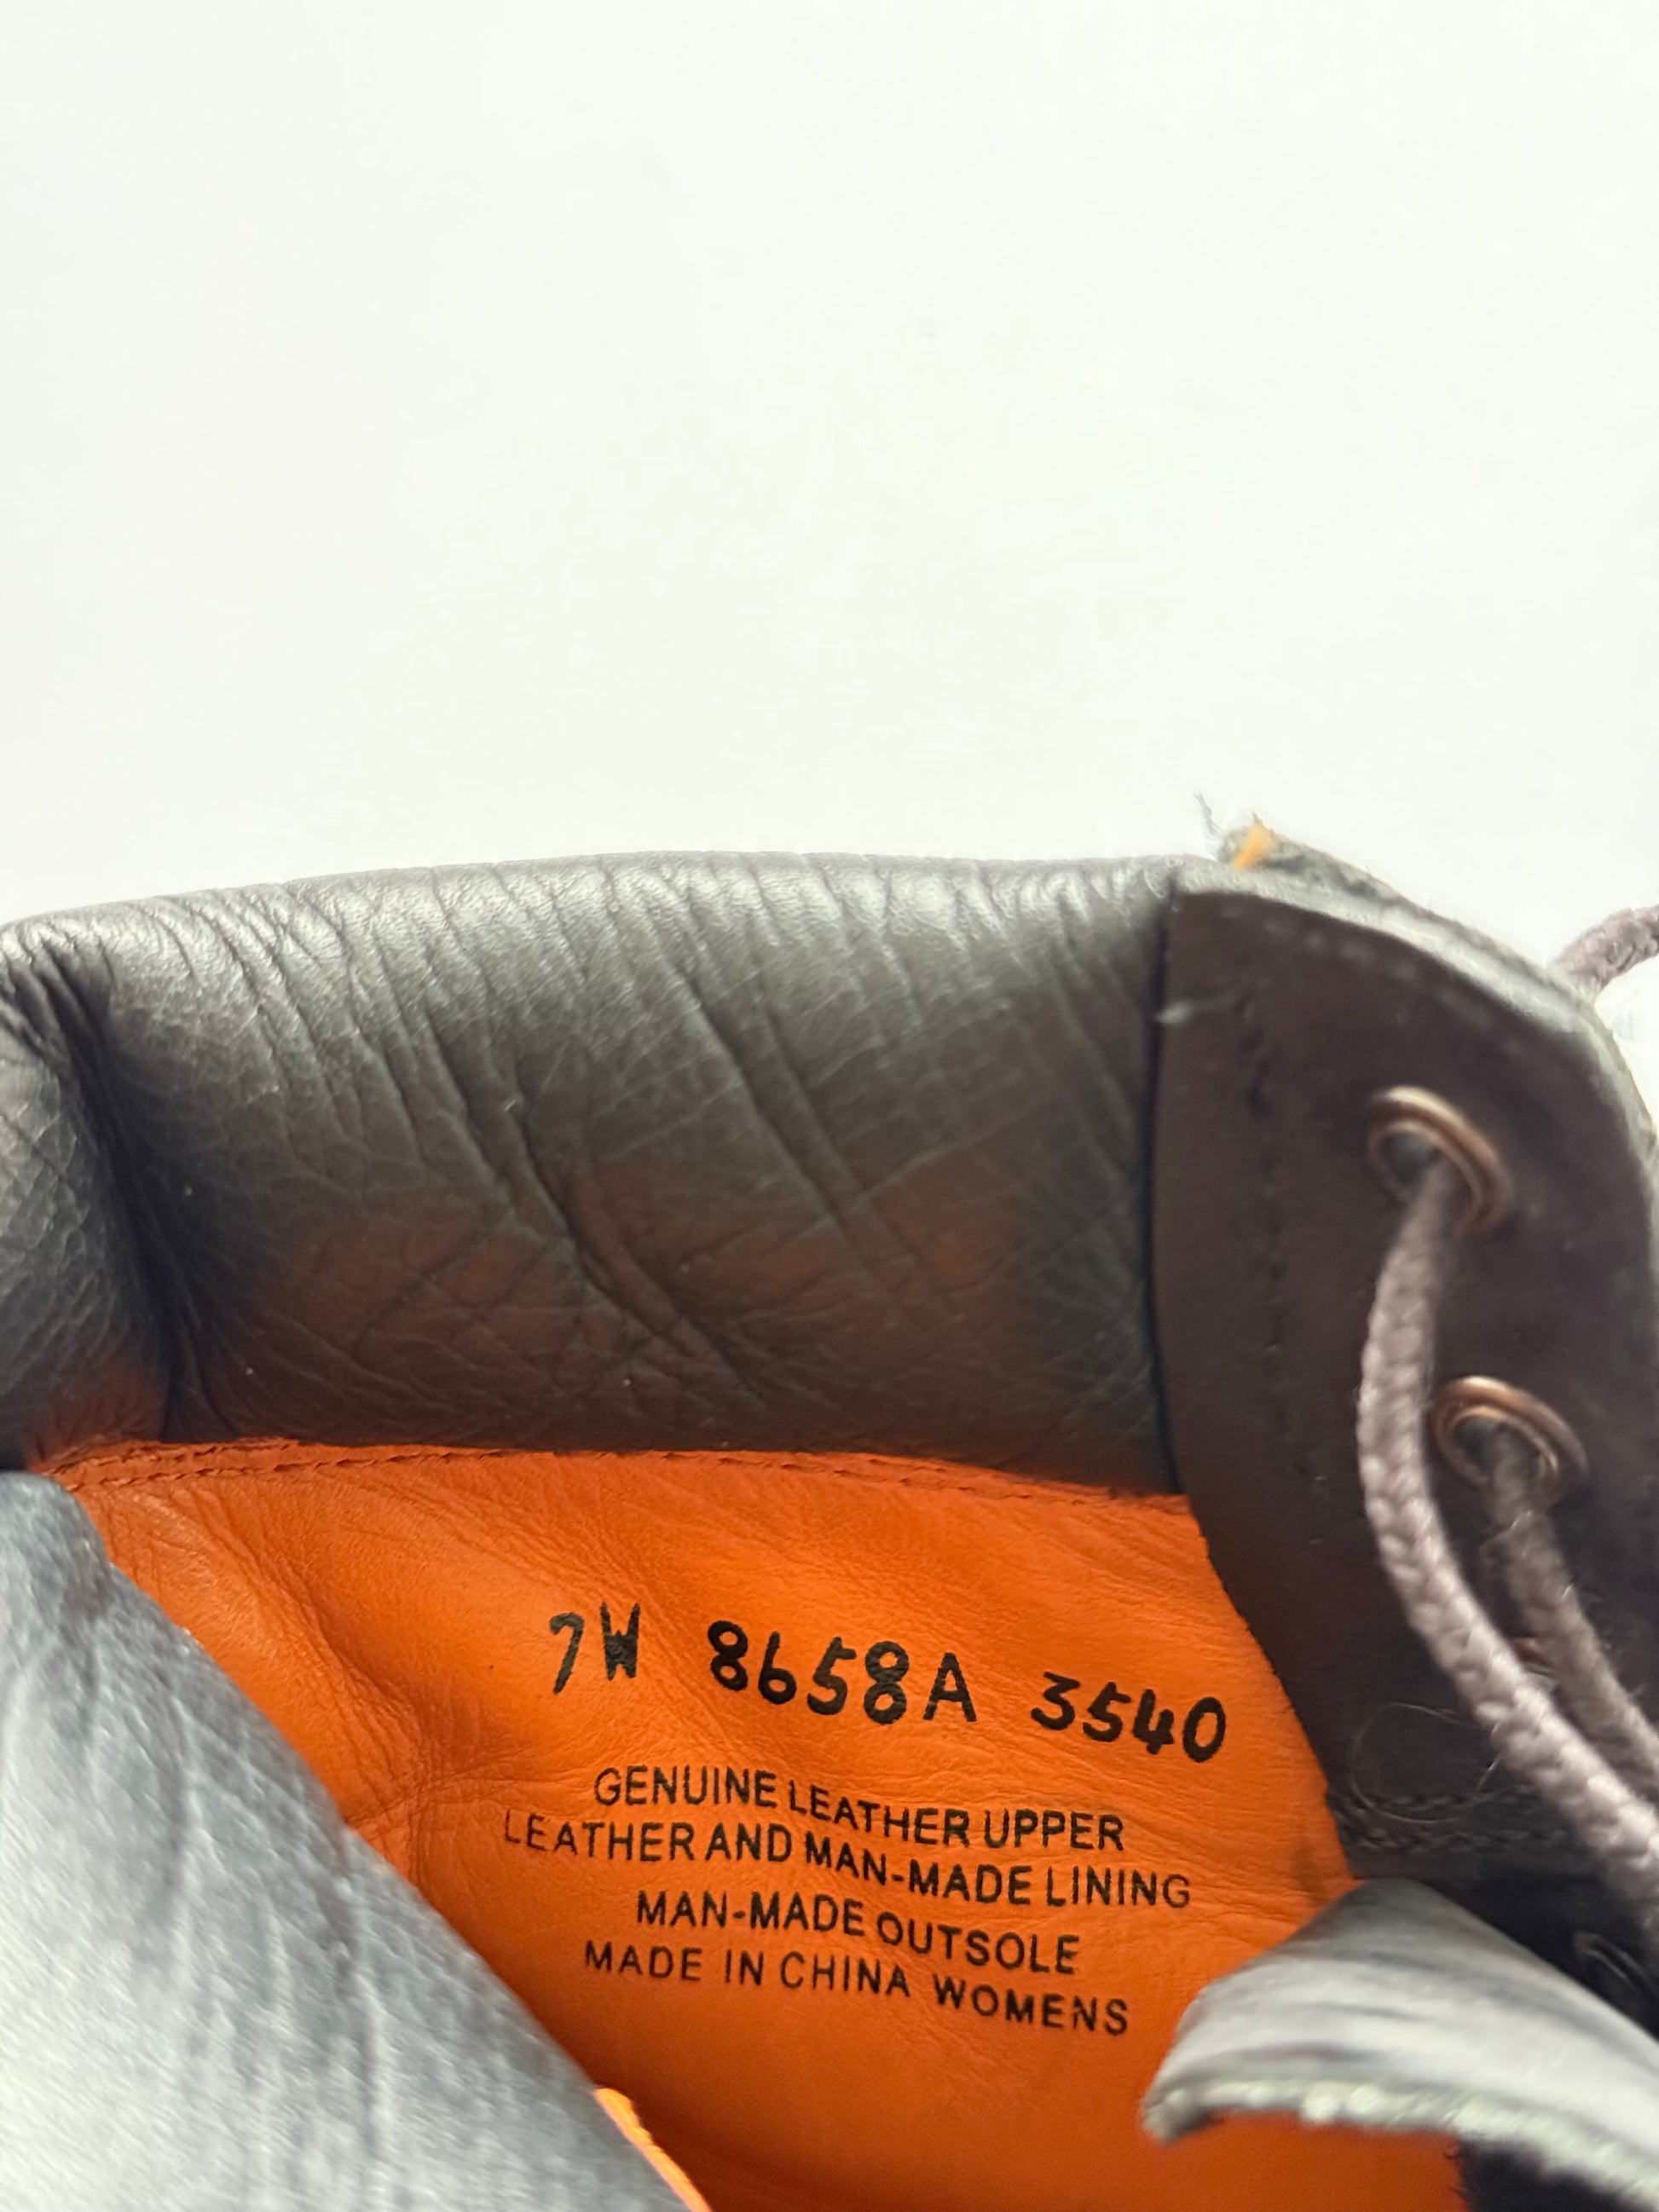 7W 8658A 3540
GENUINE LEATHER UPPER
LEATHER AND MAN-MADE LINING
MAN-MADE OUTSOLE
MADE IN CHINA WOMENS